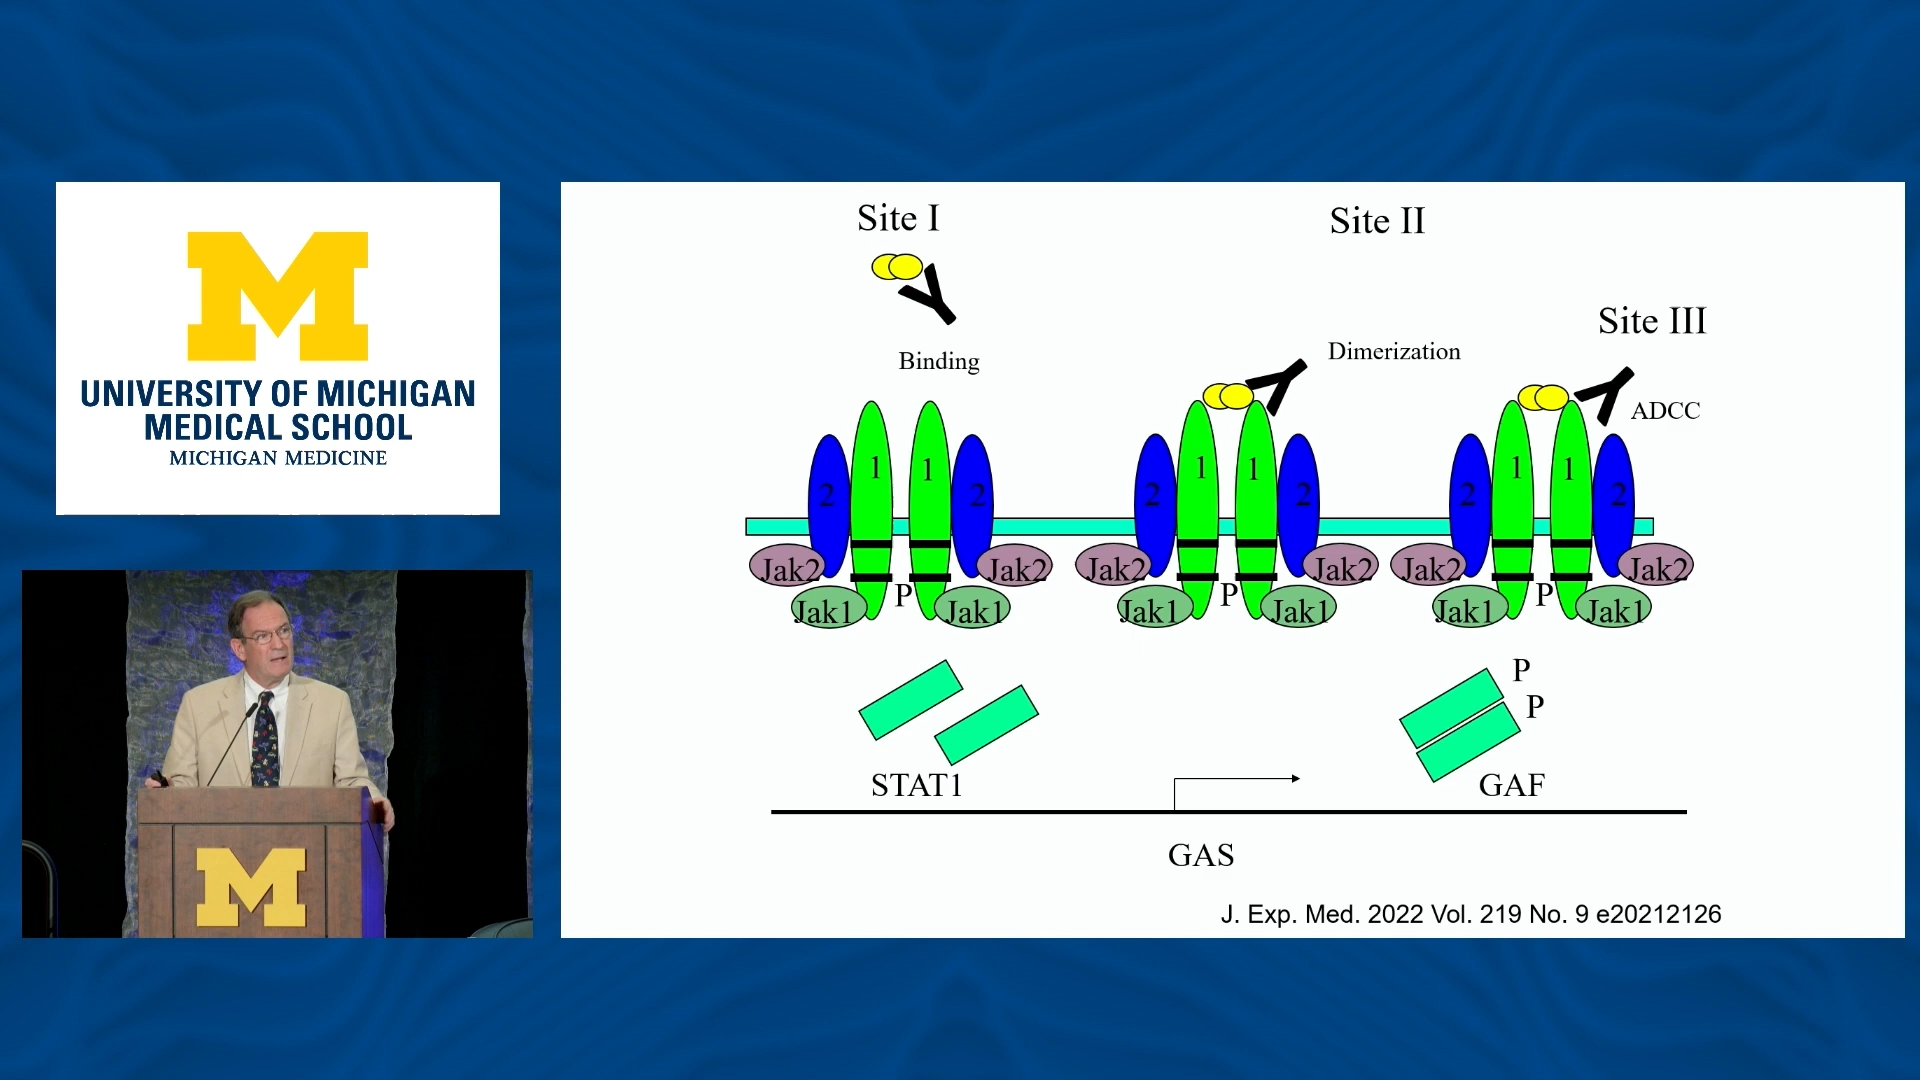 UNIVERSITY OF MICHIGAN
MEDICAL SCHOOL
MICHIGAN MEDICINE
Site I
Site II
Site III
Binding
Dimerization
ADCC
2 1 1 2
2 1 1 2
2 1 1 2
Jak2 Jak2 Jak2 Jak2 Jak2 Jak2
Jak1 P Jak1 Jak1 P Jak1 Jak1 P Jak1
P
P
STAT1
GAF
GAS
J. Exp. Med. 2022 Vol. 219 No. 9 e20212126